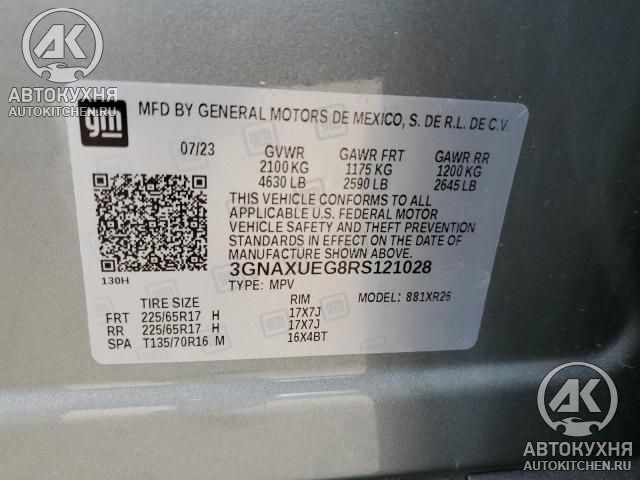 АВТОКУХНЯ
AUTOKITCHEN.RU
gm
MFD BY GENERAL MOTORS DE MEXICO, S. DE R.L. DE C.V.
07/23 GVWR GAWR FRT GAWR RR
2100 KG 1175 KG 1200 KG
4630 LB 2590 LB 2645 LB
THIS VEHICLE CONFORMS TO ALL
APPLICABLE U.S. FEDERAL MOTOR
VEHICLE SAFETY AND THEFT PREVENTION
STANDARDS IN EFFECT ON THE DATE OF
MANUFACTURE SHOWN ABOVE.
3GNAXUEG8RS121028
130H
TYPE: MPV
MODEL: 881XR26
TIRE SIZE RIM
FRT 225/65R17 H 17X7J
RR 225/65R17 H 17X7J
SPA T135/70R16 M 16X4BT
АК
АВТОКУХНЯ
AUTOKITCHEN.RU